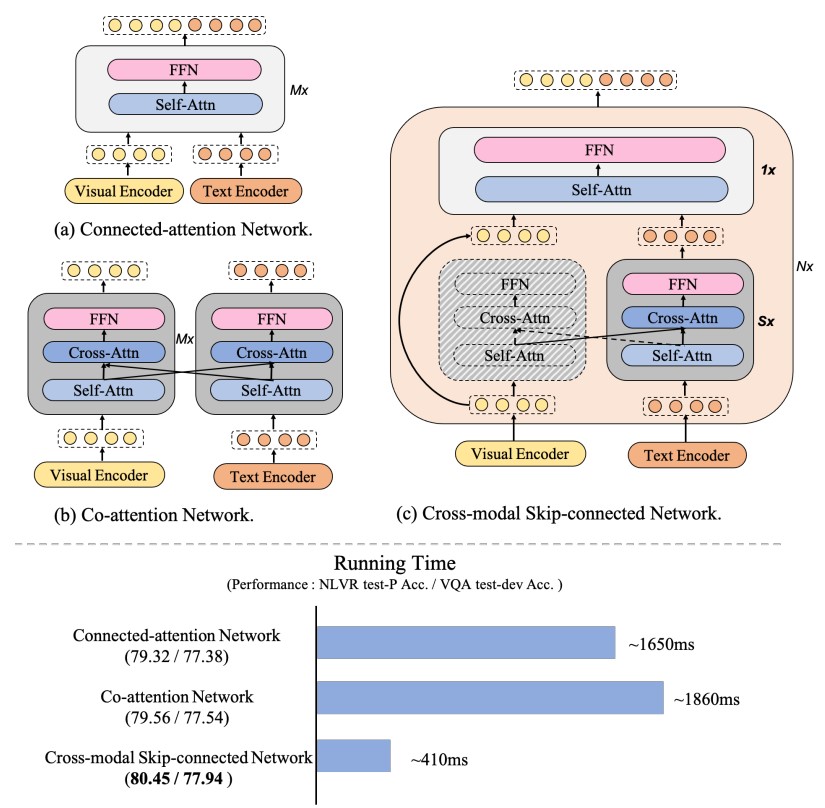 FFN
Self-Attn
Mx
Visual Encoder
Text Encoder
(a) Connected-attention Network.
FFN
Cross-Attn
Self-Attn
Visual Encoder
Mx
FFN
Cross-Attn
Self-Attn
Text Encoder
(b) Co-attention Network.
FFN
Self-Attn
1x
FFN
Cross-Attn
Self-Attn
FFN
Cross-Attn
Self-Attn
Sx
Nx
Visual Encoder
Text Encoder
(c) Cross-modal Skip-connected Network.
Running Time
(Performance : NLVR test-P Acc. / VQA test-dev Acc. )
Connected-attention Network
(79.32 / 77.38)
~1650ms
Co-attention Network
(79.56 / 77.54)
~1860ms
Cross-modal Skip-connected Network
(80.45 / 77.94 )
~410ms